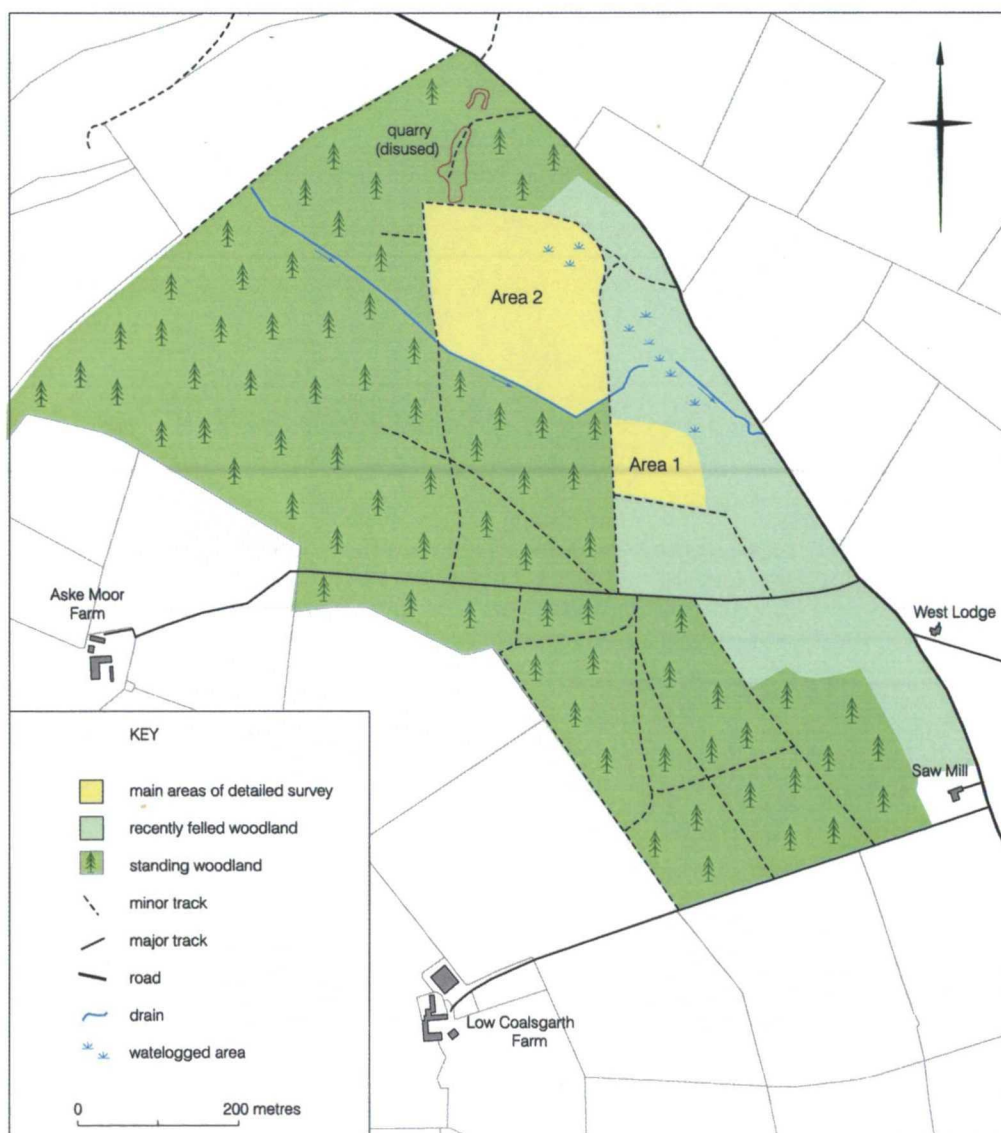 quarry
(disused)
Area 2
Area 1
Aske Moor
Farm
West Lodge
Saw Mill
KEY
main areas of detailed survey
recently felled woodland
standing woodland
minor track
major track
road
drain
watelogged area
0 200 metres
Low Coalsgarth
Farm